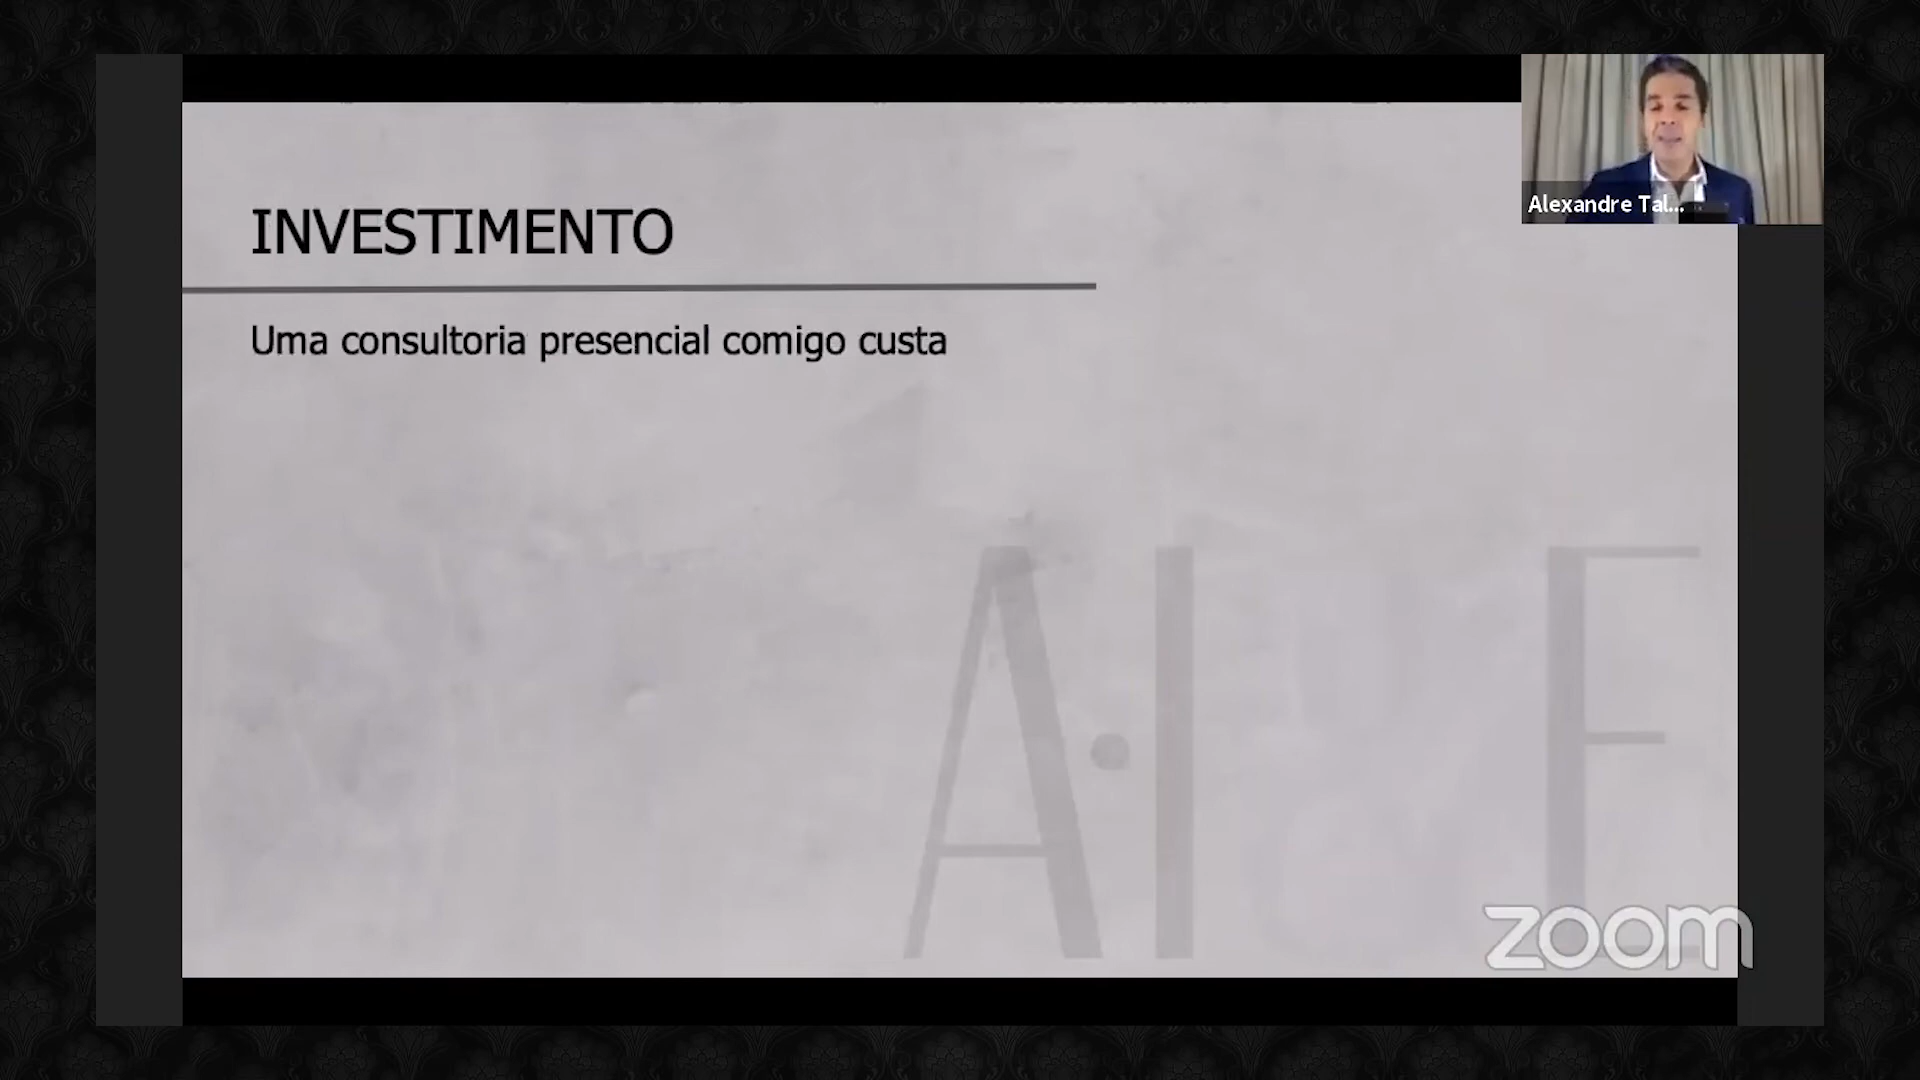 INVESTIMENTO
Uma consultoria presencial comigo custa
Alexandre Tal...
A
I
E
zoom